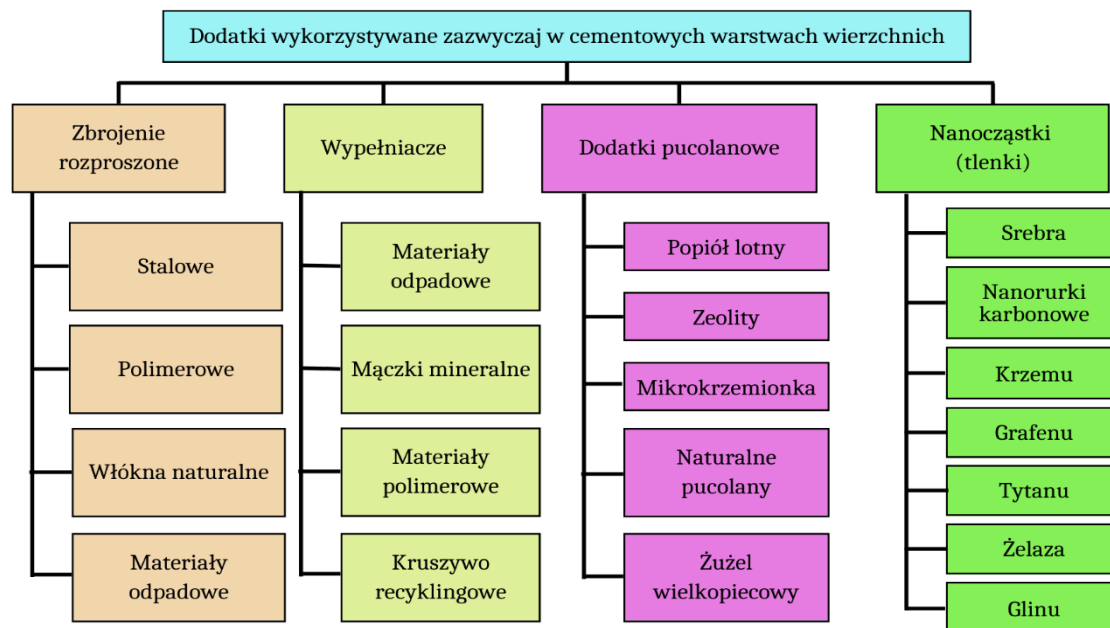 Dodatki wykorzystywane zazwyczaj w cementowych warstwach wierzchnich
Zbrojenie
rozproszone
Stalowe
Polimerowe
Włókna naturalne
Materiały
odpadowe
Wypełniacze
Materiały
odpadowe
Mączki mineralne
Materiały
polimerowe
Kruszywo
recyklingowe
Dodatki pucolanowe
Popiół lotny
Zeolity
Mikrokrzemionka
Naturalne
pucolany
Żużel
wielkopiecowy
Nanocząstki
(tlenki)
Srebra
Nanorurki
karbonowe
Krzemu
Grafenu
Tytanu
Żelaza
Glinu